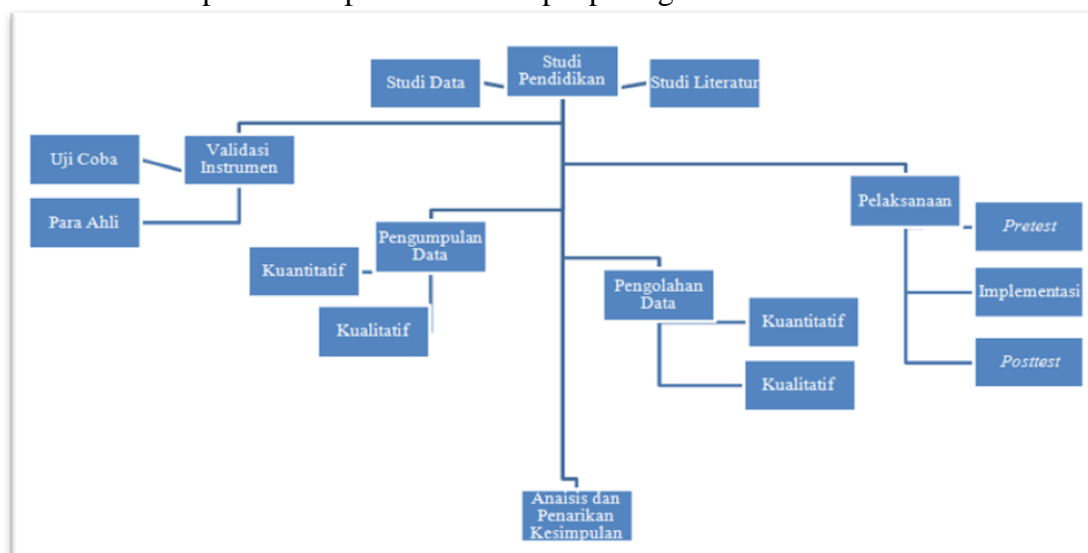 Studi
Pendidikan
Studi Data
Studi Literatur
Validasi
Instrumen
Uji Coba
Para Ahli
Pelaksanaan
Pretest
Implementasi
Posttest
Pengumpulan
Data
Kuantitatif
Kualitatif
Pengolahan
Data
Kuantitatif
Kualitatif
Anaisis dan
Penarikan
Kesimpulan